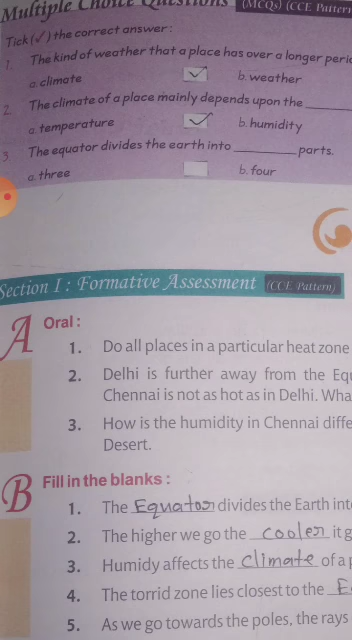 Multiple Choice Questions (MCQs) (CCE Pattern
Tick (✓) the correct answer :
1. The kind of weather that a place has over a longer
a. climate ✓ b. weather
2. The climate of a place mainly depends upon the ______
a. temperature ✓ b. humidity
3. The equator divides the earth into ______ parts.
a. three b. four
Section I : Formative Assessment (CCE Pattern)
A Oral :
1. Do all places in a particular heat zone
2. Delhi is further away from the
Chennai is not as hot as in Delhi.
3. How is the humidity in Chennai
Desert.
B Fill in the blanks :
1. The Equator divides the Earth
2. The higher we go the cooler it
3. Humidy affects the climate of a
4. The torrid zone lies closest to the
5. As we go towards the poles, the rays